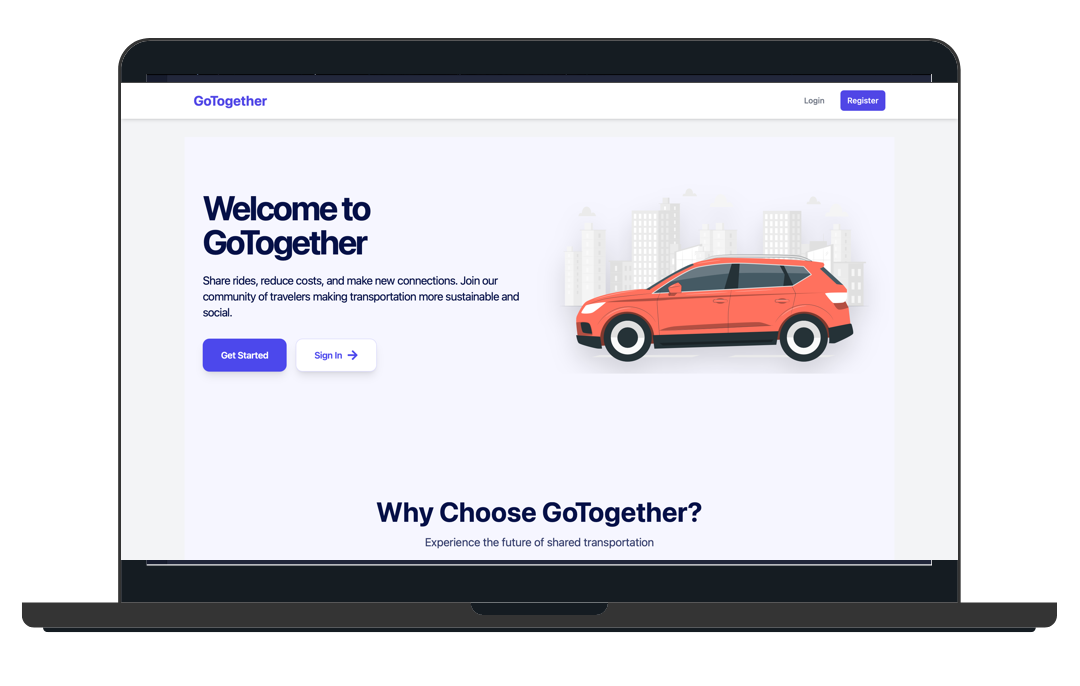 GoTogether
Login
Register
Welcome to
GoTogether
Share rides, reduce costs, and make new connections. Join our
community of travelers making transportation more sustainable and
social.
Get Started
Sign In
Why Choose GoTogether?
Experience the future of shared transportation